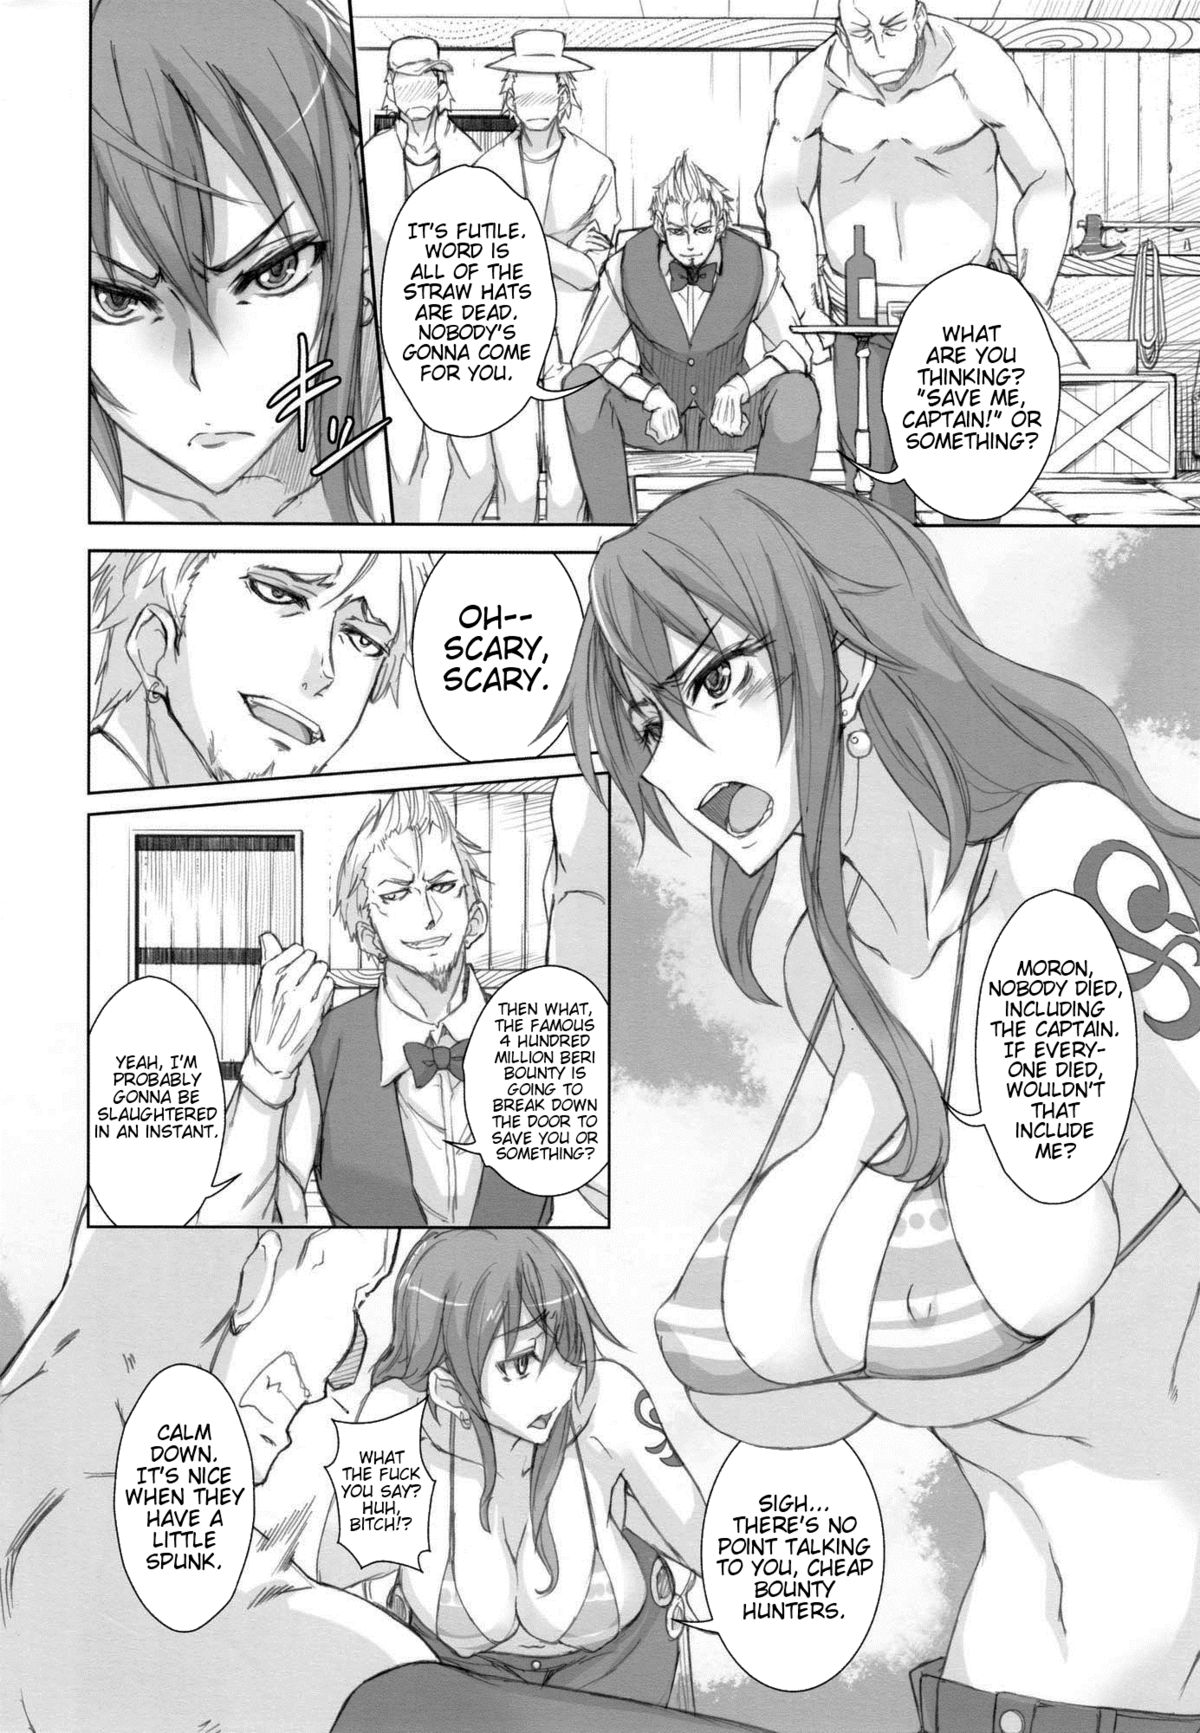 WHAT
ARE YOU
THINKING?
"SAVE ME,
CAPTAIN!" OR
SOMETHING?
IT'S FUTILE.
WORD IS
ALL OF THE
STRAW HATS
ARE DEAD.
NOBODY'S
GONNA COME
FOR YOU.
キッ
MORON,
NOBODY DIED,
INCLUDING
THE CAPTAIN.
IF EVERY-
ONE DIED,
WOULDN'T
THAT
INCLUDE
ME?
OH--
SCARY,
SCARY.
THEN WHAT,
THE FAMOUS
4 HUNDRED
MILLION BERI
BOUNTY IS
GOING TO
BREAK DOWN
THE DOOR TO
SAVE YOU OR
SOMETHING?
YEAH, I'M
PROBABLY
GONNA BE
SLAUGHTERED
IN AN INSTANT.
SIGH...
THERE'S NO
POINT TALKING
TO YOU, CHEAP
BOUNTY
HUNTERS.
WHAT
THE FUCK
YOU SAY?
HUH,
BITCH!?
CALM
DOWN.
IT'S NICE
WHEN THEY
HAVE A
LITTLE
SPUNK.